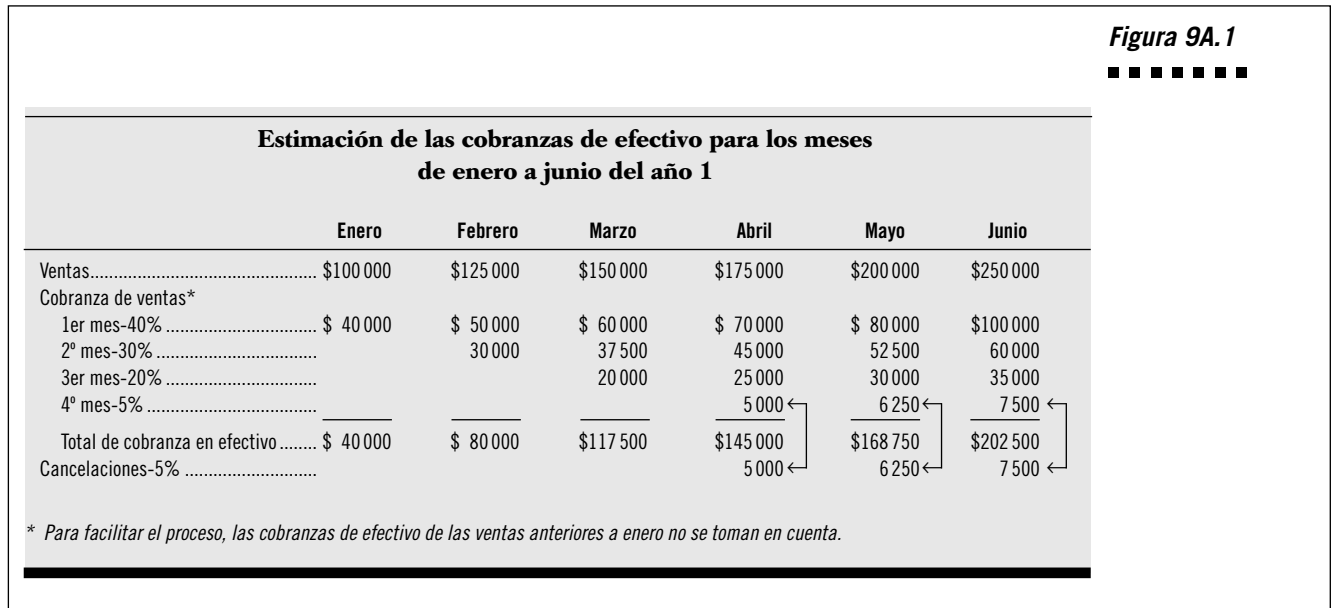 Figura 9A.1
Estimación de las cobranzas de efectivo para los meses
de enero a junio del año 1
Enero Febrero Marzo Abril Mayo Junio
Ventas................................................ $100 000 $125 000 $150 000 $175 000 $200 000 $250 000
Cobranza de ventas*
1er mes-40% ................................ $ 40 000 $ 50 000 $ 60 000 $ 70 000 $ 80 000 $100 000
2º mes-30% .................................. 30 000 37 500 45 000 52 500 60 000
3er mes-20% ................................ 20 000 25 000 30 000 35 000
4º mes-5% .................................... 5 000 ← 6 250 ← 7 500 ←
Total de cobranza en efectivo........ $ 40 000 $ 80 000 $117 500 $145 000 $168 750 $202 500
Cancelaciones-5% ............................ 5 000 ← 6 250 ← 7 500 ←
* Para facilitar el proceso, las cobranzas de efectivo de las ventas anteriores a enero no se toman en cuenta.